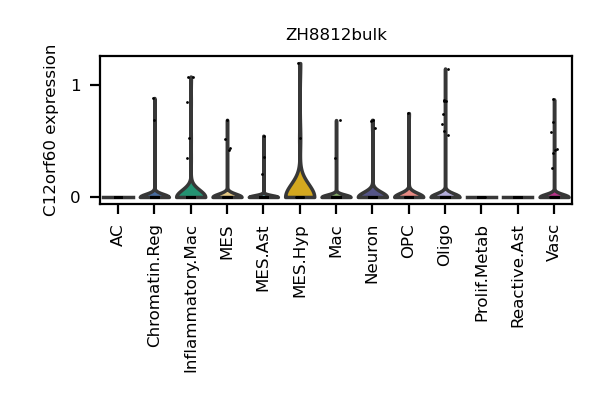 ZH8812bulk
C12orf60 expression
1
0
AC
Chromatin.Reg
Inflammatory.Mac
MES
MES.Ast
MES.Hyp
Mac
Neuron
OPC
Oligo
Prolif.Metab
Reactive.Ast
Vasc